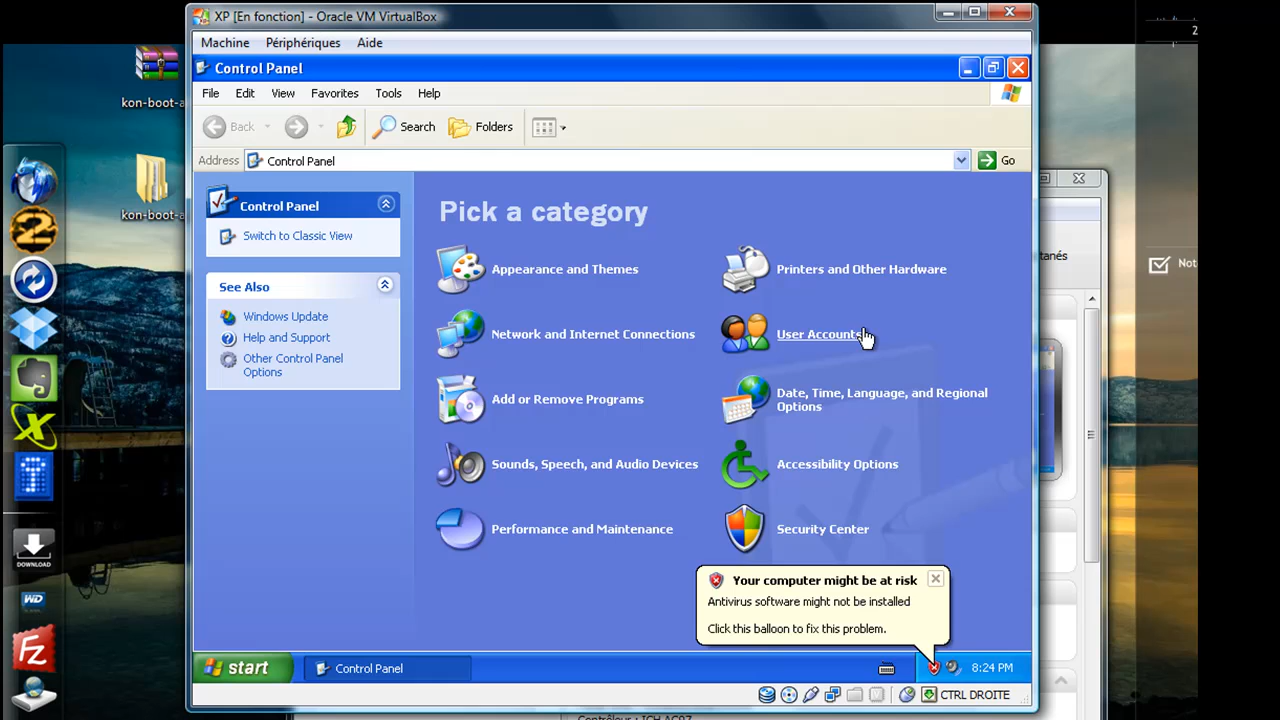 XP [En fonction] - Oracle VM VirtualBox
Machine Périphériques Aide
Control Panel
File Edit View Favorites Tools Help
Back Search Folders
Address Control Panel Go
Control Panel
Switch to Classic View
See Also
Windows Update
Help and Support
Other Control Panel
Options
Pick a category
Appearance and Themes
Printers and Other Hardware
Network and Internet Connections
User Accounts
Add or Remove Programs
Date, Time, Language, and Regional
Options
Sounds, Speech, and Audio Devices
Accessibility Options
Performance and Maintenance
Security Center
Your computer might be at risk
Antivirus software might not be installed
Click this balloon to fix this problem.
start Control Panel 8:24 PM
CTRL DROITE
kon-boot-a
kon-boot-a
2
DOWNLOAD
WD
FZ
2
tanés
Not